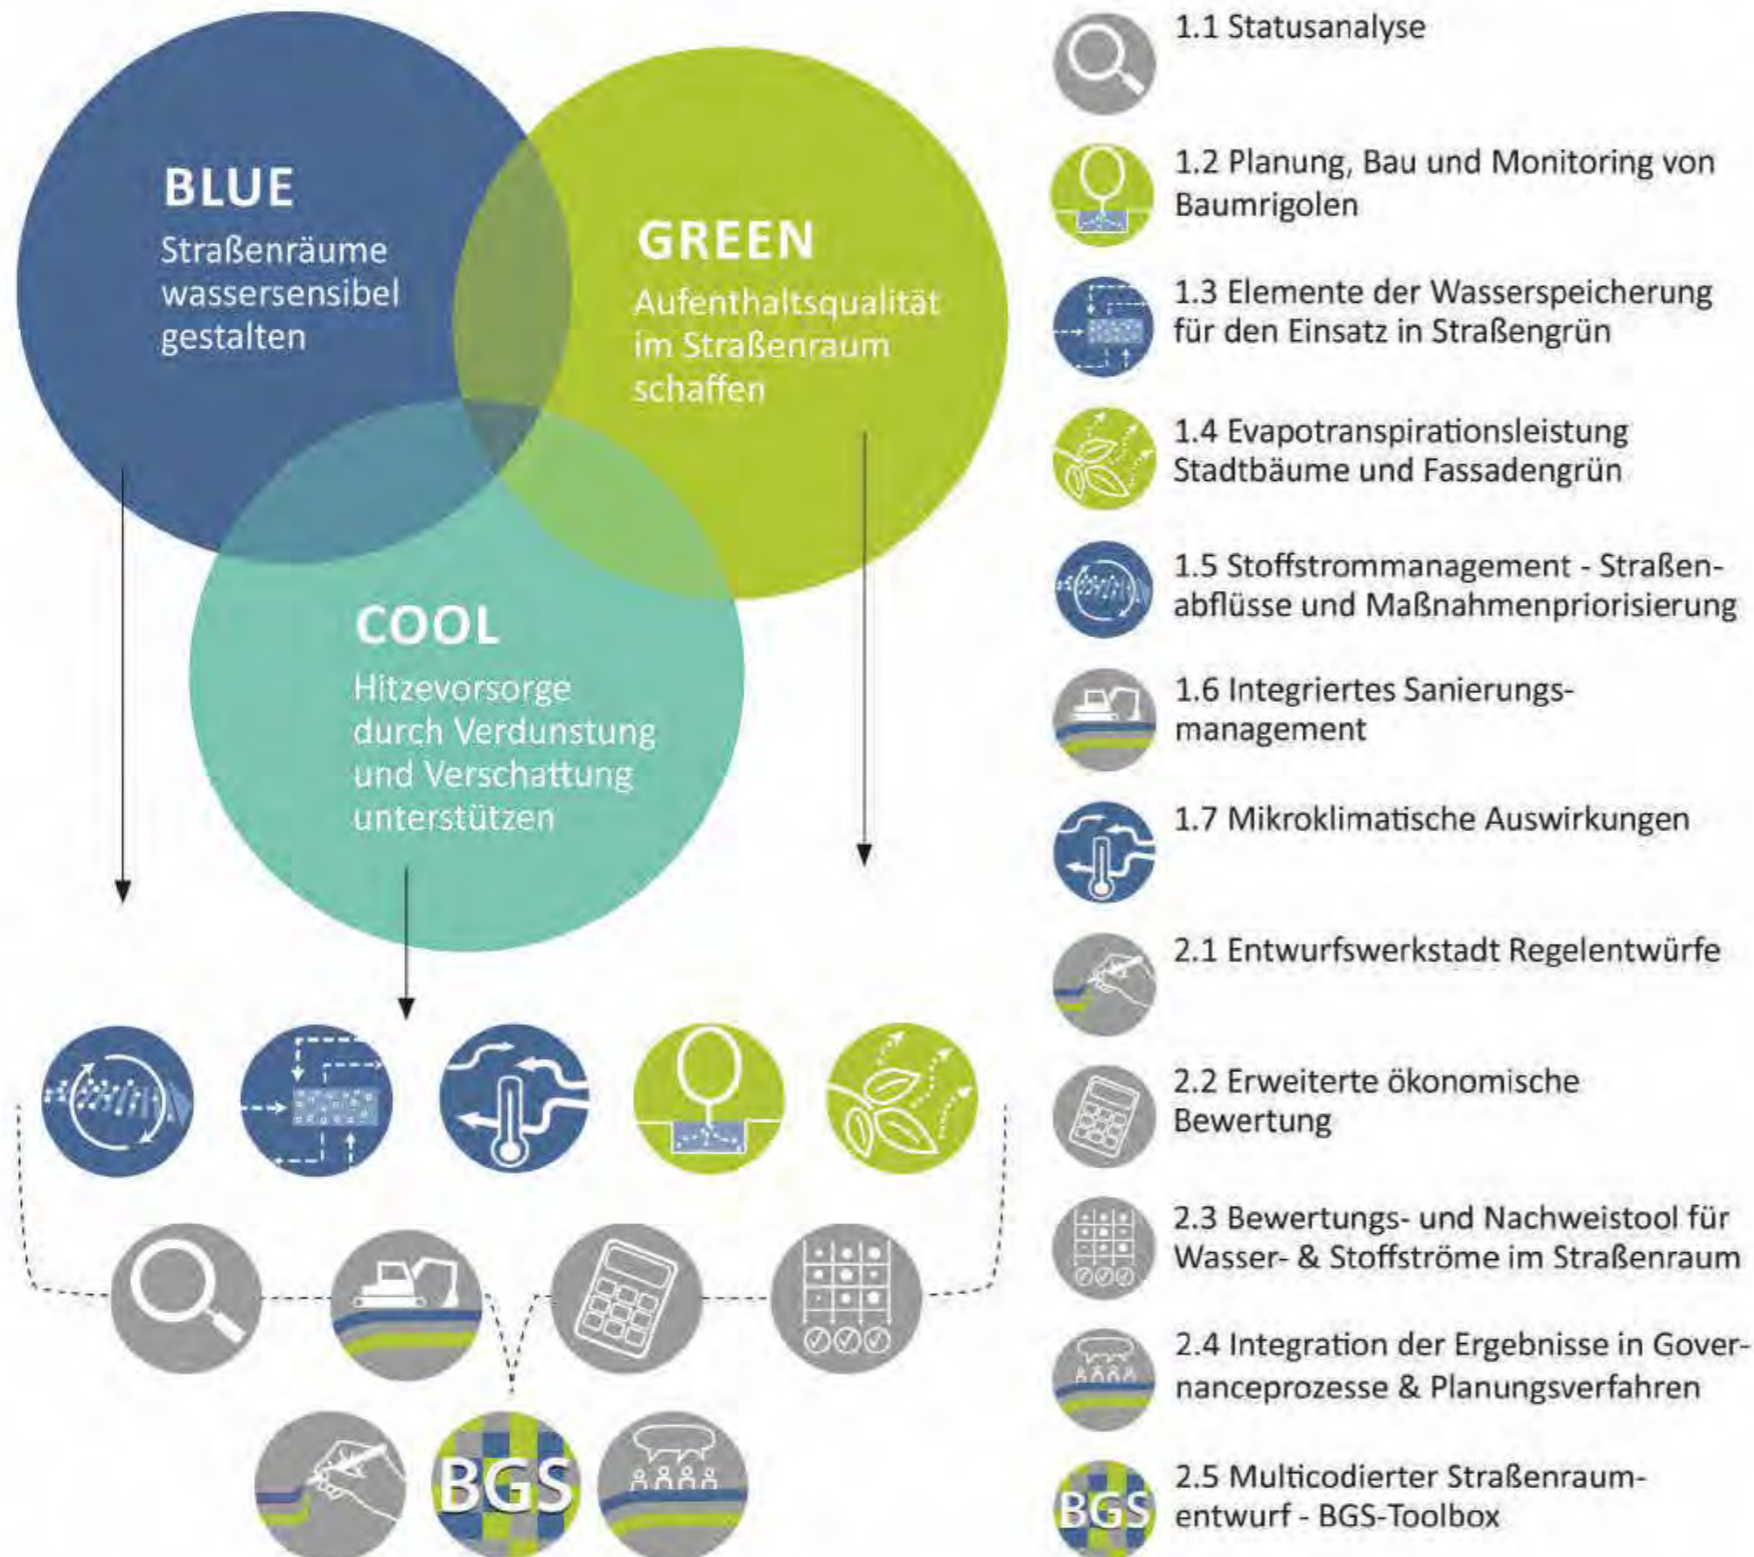 BLUE
Straßenräume
wassersensibel
gestalten
GREEN
Aufenthaltsqualität
im Straßenraum
schaffen
COOL
Hitzevorsorge
durch Verdunstung
und Verschattung
unterstützen
BGS
1.1 Statusanalyse
1.2 Planung, Bau und Monitoring von
Baumrigolen
1.3 Elemente der Wasserspeicherung
für den Einsatz in Straßengrün
1.4 Evapotranspirationsleistung
Stadtbäume und Fassadengrün
1.5 Stoffstrommanagement - Straßen-
abflüsse und Maßnahmenpriorisierung
1.6 Integriertes Sanierungs-
management
1.7 Mikroklimatische Auswirkungen
2.1 Entwurfswerkstadt Regelentwürfe
2.2 Erweiterte ökonomische
Bewertung
2.3 Bewertungs- und Nachweistool für
Wasser- & Stoffströme im Straßenraum
2.4 Integration der Ergebnisse in Gover-
nanceprozesse & Planungsverfahren
BGS
2.5 Multicodierter Straßenraum-
entwurf - BGS-Toolbox